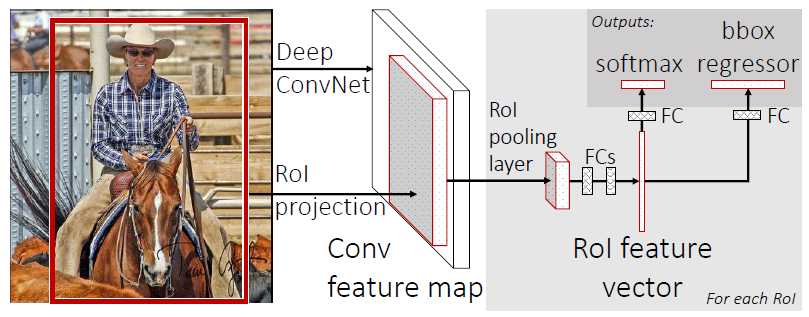 Deep
ConvNet
RoI
projection
Conv
feature map
RoI
pooling
layer
FCs
RoI feature
vector
For each RoI
Outputs:
softmax
bbox
regressor
FC
FC